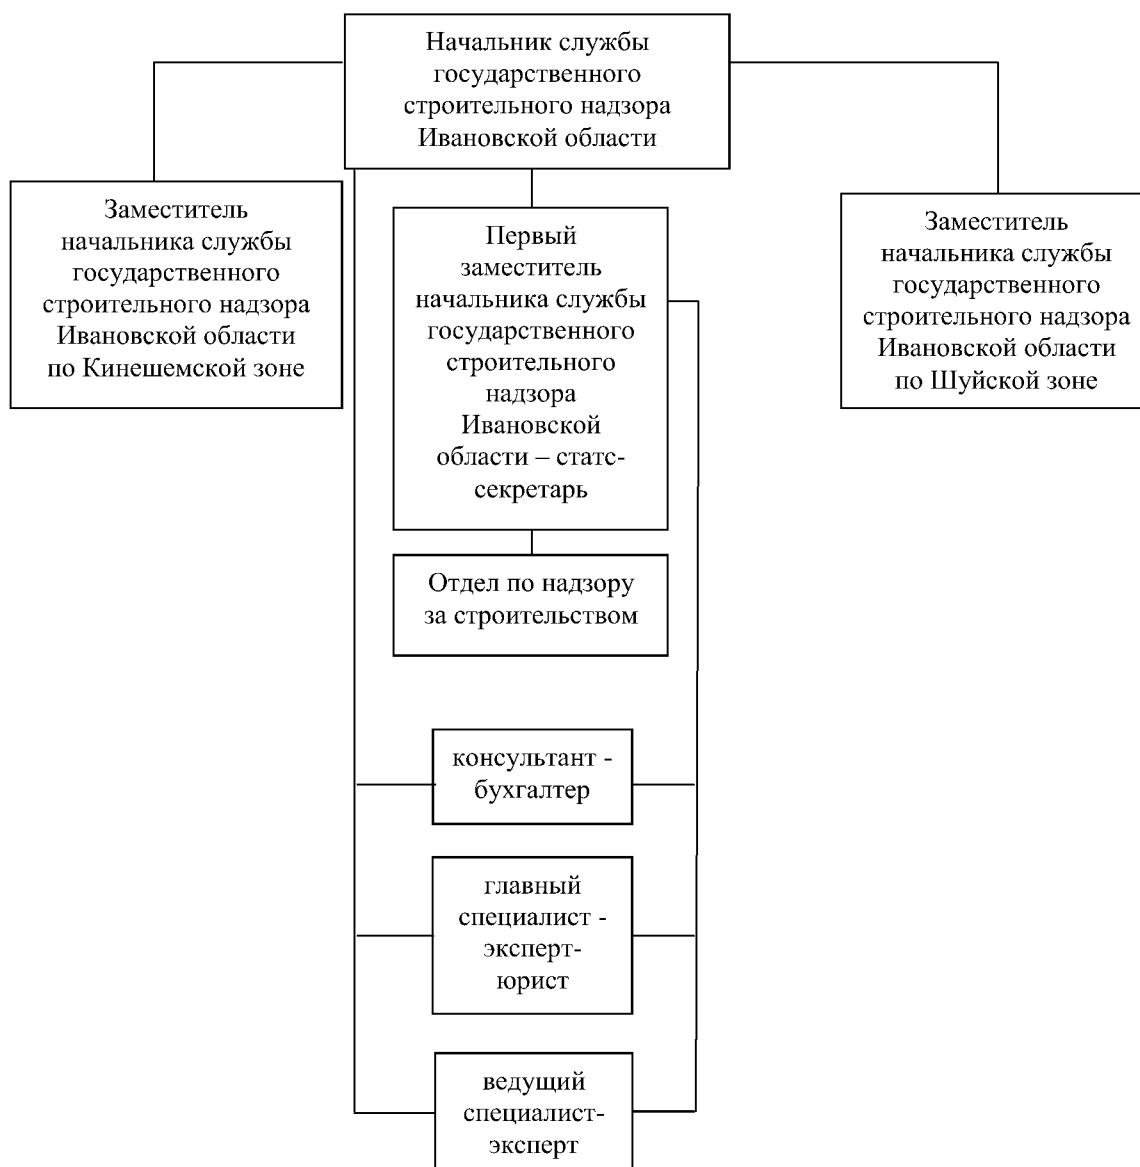 Начальник службы
государственного
строительного надзора
Ивановской области
Заместитель
начальника службы
государственного
строительного надзора
Ивановской области
по Кинешемской зоне
Первый
заместитель
начальника службы
государственного
строительного
надзора
Ивановской
области – статс-
секретарь
Заместитель
начальника службы
государственного
строительного надзора
Ивановской области
по Шуйской зоне
Отдел по надзору
за строительством
консультант -
бухгалтер
главный
специалист -
эксперт-
юрист
ведущий
специалист-
эксперт